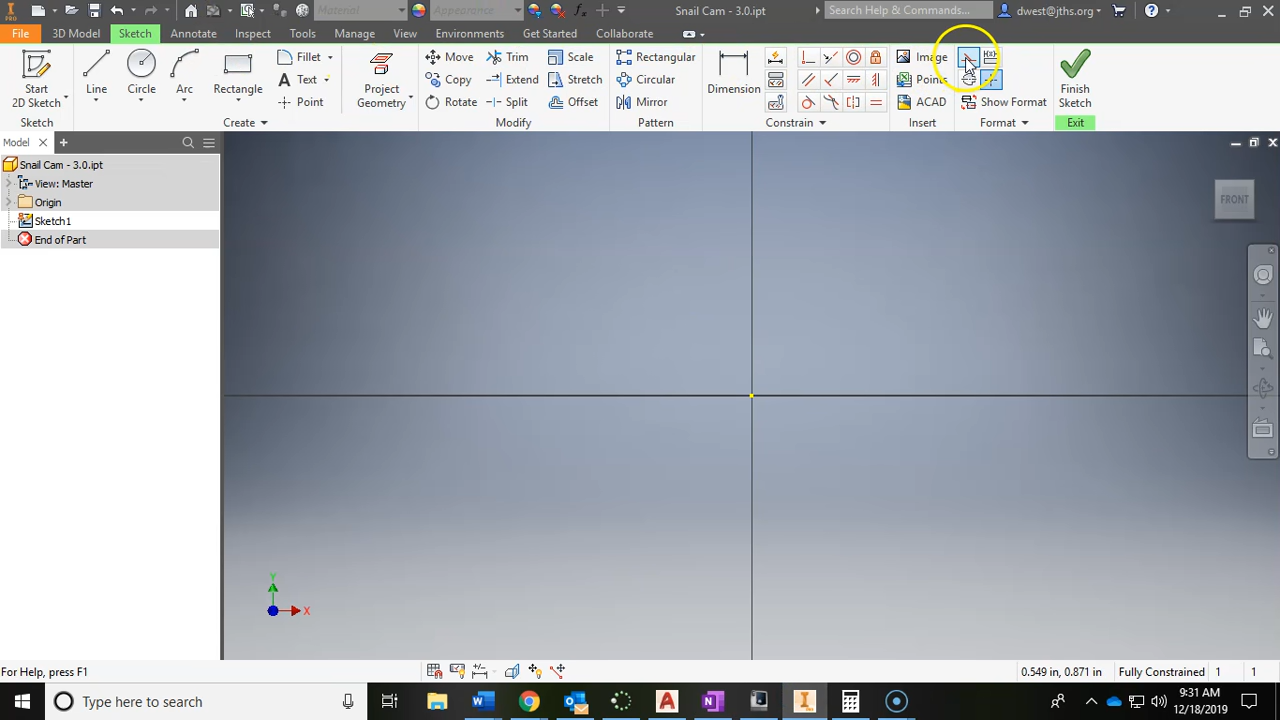 PRO
Material
Appearance
Snail Cam - 3.0.ipt
Search Help & Commands...
dwest@jths.org
File
3D Model
Sketch
Annotate
Inspect
Tools
Manage
View
Environments
Get Started
Collaborate
Start
2D Sketch
Line
Circle
Arc
Rectangle
Fillet
Text
Point
Project
Geometry
Move
Copy
Rotate
Trim
Extend
Split
Scale
Stretch
Offset
Rectangular
Circular
Mirror
Dimension
Image
Points
ACAD
Show Format
Finish
Sketch
Sketch
Create
Modify
Pattern
Constrain
Insert
Format
Exit
Model
Snail Cam - 3.0.ipt
View: Master
Origin
Sketch1
End of Part
FRONT
Y
X
For Help, press F1
0.549 in, 0.871 in
Fully Constrained
1
1
Type here to search
9:31 AM
12/18/2019